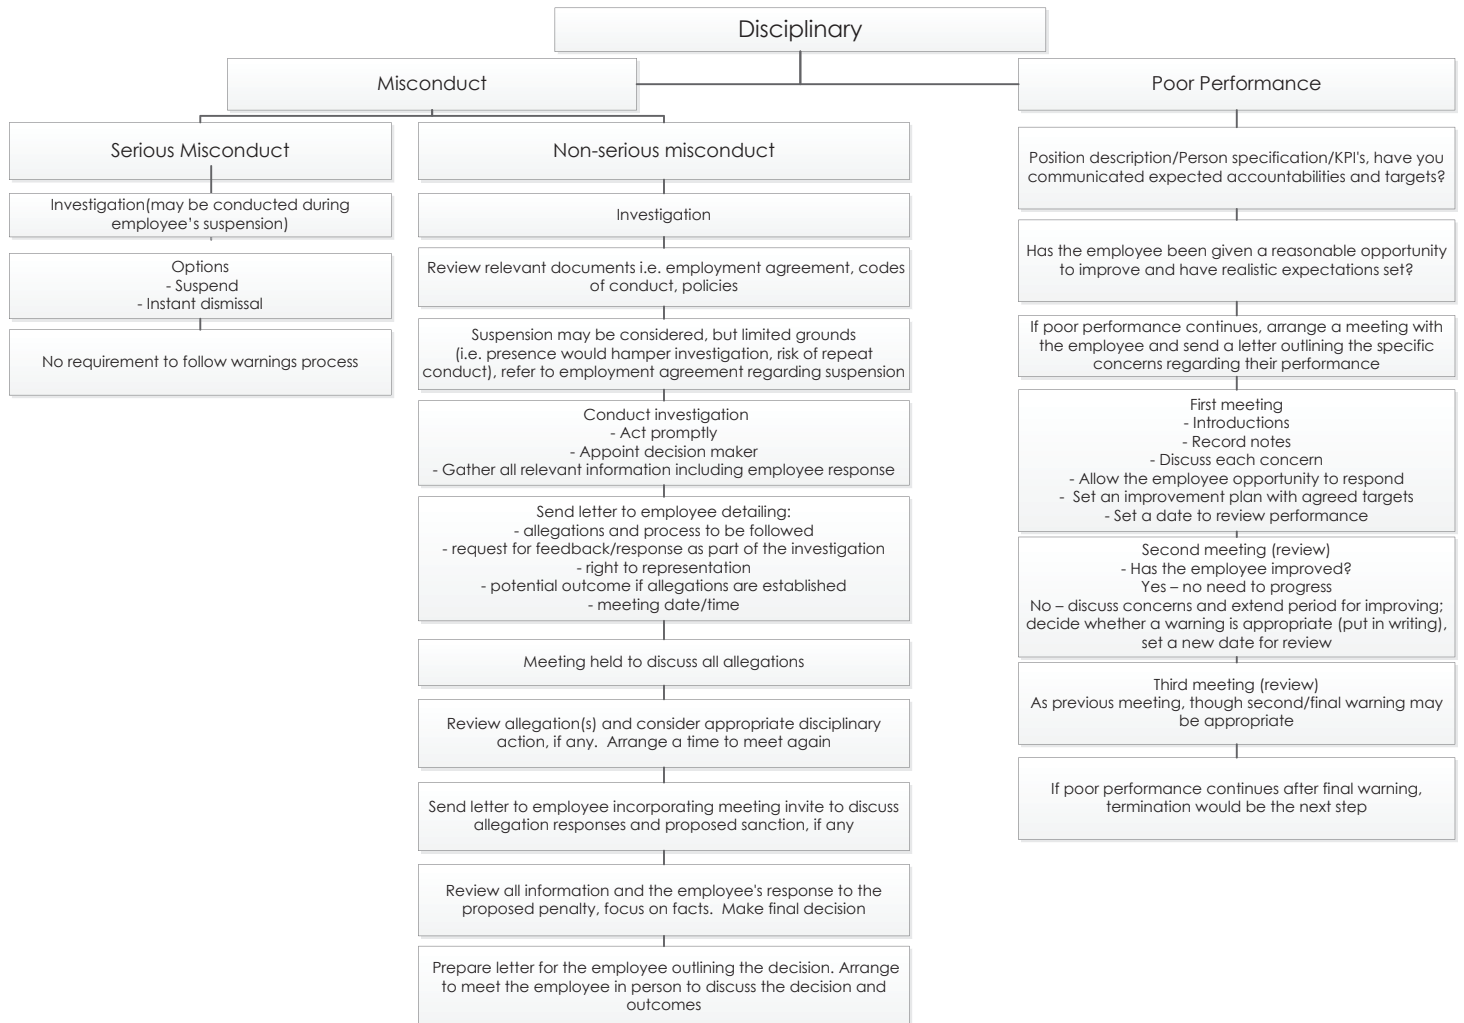 Disciplinary
Misconduct
Poor Performance
Serious Misconduct
Investigation(may be conducted during
employee’s suspension)
Options
- Suspend
- Instant dismissal
No requirement to follow warnings process
Non-serious misconduct
Investigation
Review relevant documents i.e. employment agreement, codes
of conduct, policies
Suspension may be considered, but limited grounds
(i.e. presence would hamper investigation, risk of repeat
conduct), refer to employment agreement regarding suspension
Conduct investigation
- Act promptly
- Appoint decision maker
- Gather all relevant information including employee response
Send letter to employee detailing:
- allegations and process to be followed
- request for feedback/response as part of the investigation
- right to representation
- potential outcome if allegations are established
- meeting date/time
Meeting held to discuss all allegations
Review allegation(s) and consider appropriate disciplinary
action, if any.  Arrange a time to meet again
Send letter to employee incorporating meeting invite to discuss
allegation responses and proposed sanction, if any
Review all information and the employee's response to the
proposed penalty, focus on facts.  Make final decision
Prepare letter for the employee outlining the decision. Arrange
to meet the employee in person to discuss the decision and
outcomes
Position description/Person specification/KPI's, have you
communicated expected accountabilities and targets?
Has the employee been given a reasonable opportunity
to improve and have realistic expectations set?
If poor performance continues, arrange a meeting with
the employee and send a letter outlining the specific
concerns regarding their performance
First meeting
- Introductions
- Record notes
- Discuss each concern
- Allow the employee opportunity to respond
-  Set an improvement plan with agreed targets
- Set a date to review performance
Second meeting (review)
- Has the employee improved?
Yes – no need to progress
No – discuss concerns and extend period for improving;
decide whether a warning is appropriate (put in writing),
set a new date for review
Third meeting (review)
As previous meeting, though second/final warning may
be appropriate
If poor performance continues after final warning,
termination would be the next step